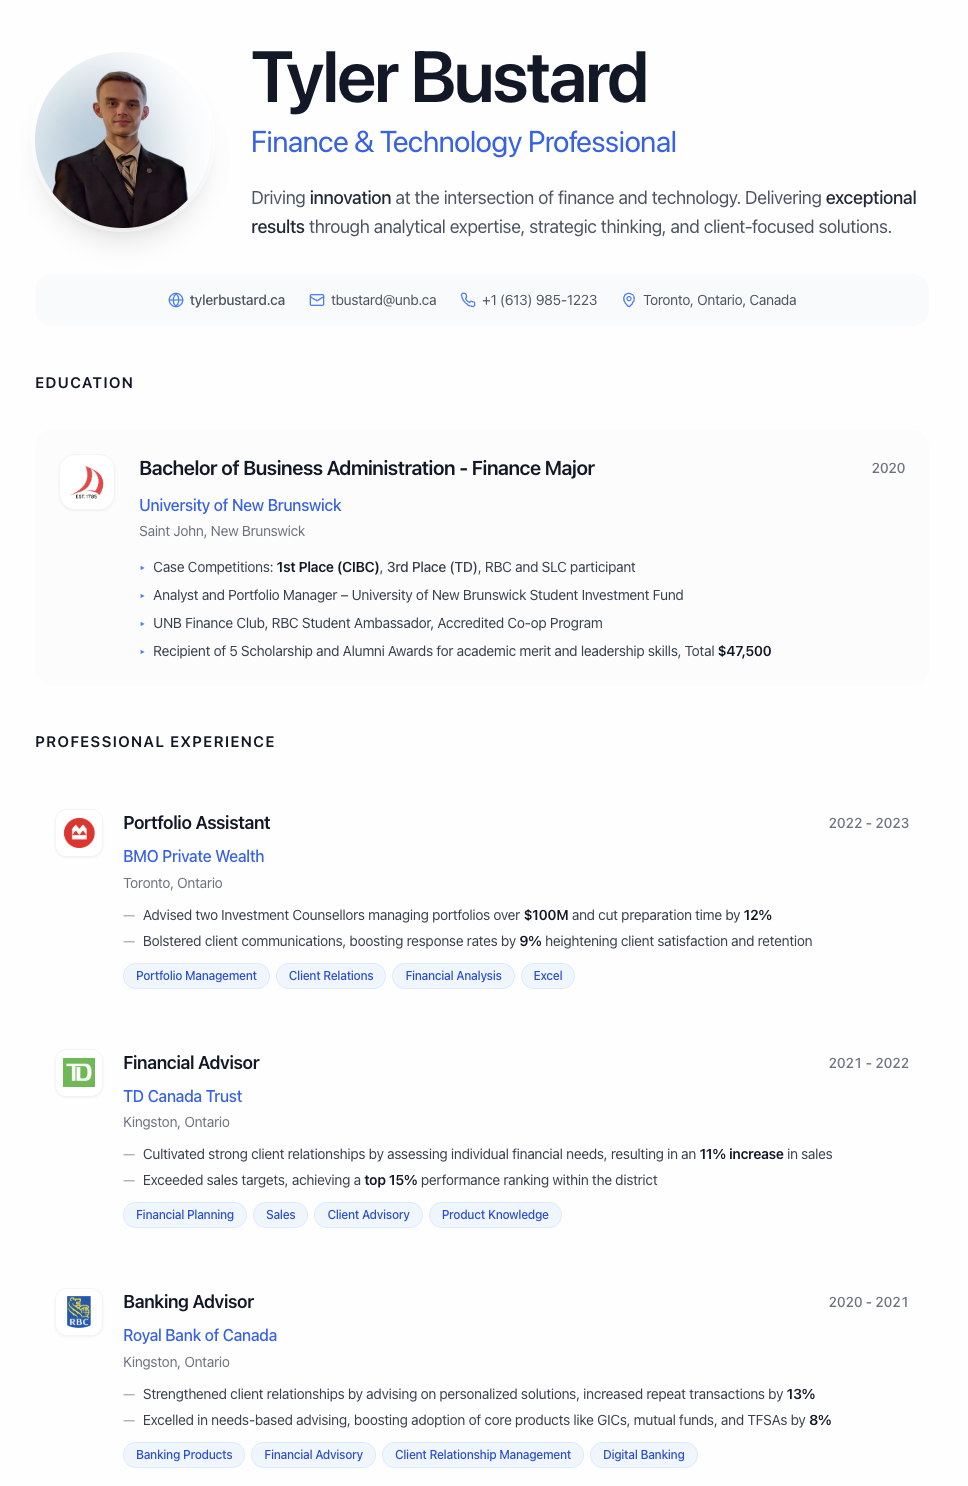 Tyler Bustard
Finance & Technology Professional
Driving innovation at the intersection of finance and technology. Delivering exceptional
results through analytical expertise, strategic thinking, and client-focused solutions.
tylerbustard.ca tbustard@unb.ca +1 (613) 985-1223 Toronto, Ontario, Canada
EDUCATION
EST. 1785
Bachelor of Business Administration - Finance Major 2020
University of New Brunswick
Saint John, New Brunswick
▸ Case Competitions: 1st Place (CIBC), 3rd Place (TD), RBC and SLC participant
▸ Analyst and Portfolio Manager – University of New Brunswick Student Investment Fund
▸ UNB Finance Club, RBC Student Ambassador, Accredited Co-op Program
▸ Recipient of 5 Scholarship and Alumni Awards for academic merit and leadership skills, Total $47,500
PROFESSIONAL EXPERIENCE
Portfolio Assistant 2022 - 2023
BMO Private Wealth
Toronto, Ontario
— Advised two Investment Counsellors managing portfolios over $100M and cut preparation time by 12%
— Bolstered client communications, boosting response rates by 9% heightening client satisfaction and retention
Portfolio Management Client Relations Financial Analysis Excel
TD
Financial Advisor 2021 - 2022
TD Canada Trust
Kingston, Ontario
— Cultivated strong client relationships by assessing individual financial needs, resulting in an 11% increase in sales
— Exceeded sales targets, achieving a top 15% performance ranking within the district
Financial Planning Sales Client Advisory Product Knowledge
RBC
Banking Advisor 2020 - 2021
Royal Bank of Canada
Kingston, Ontario
— Strengthened client relationships by advising on personalized solutions, increased repeat transactions by 13%
— Excelled in needs-based advising, boosting adoption of core products like GICs, mutual funds, and TFSAs by 8%
Banking Products Financial Advisory Client Relationship Management Digital Banking